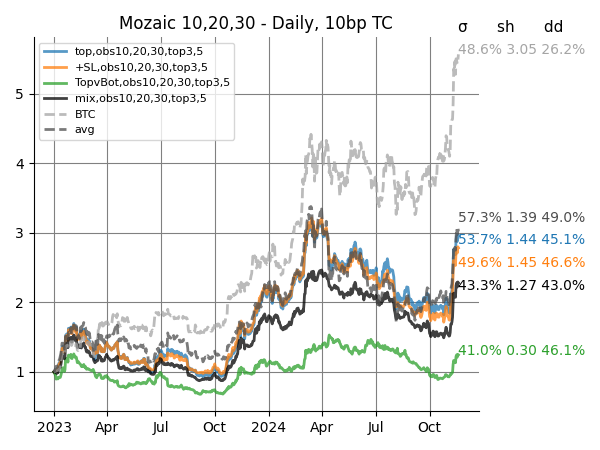 Mozaic 10,20,30 - Daily, 10bp TC
σ sh dd
top,obs10,20,30,top3,5
+SL,obs10,20,30,top3,5
TopvBot,obs10,20,30,top3,5
mix,obs10,20,30,top3,5
BTC
avg
48.6% 3.05 26.2%
57.3% 1.39 49.0%
53.7% 1.44 45.1%
49.6% 1.45 46.6%
43.3% 1.27 43.0%
41.0% 0.30 46.1%
5
4
3
2
1
2023 Apr Jul Oct 2024 Apr Jul Oct